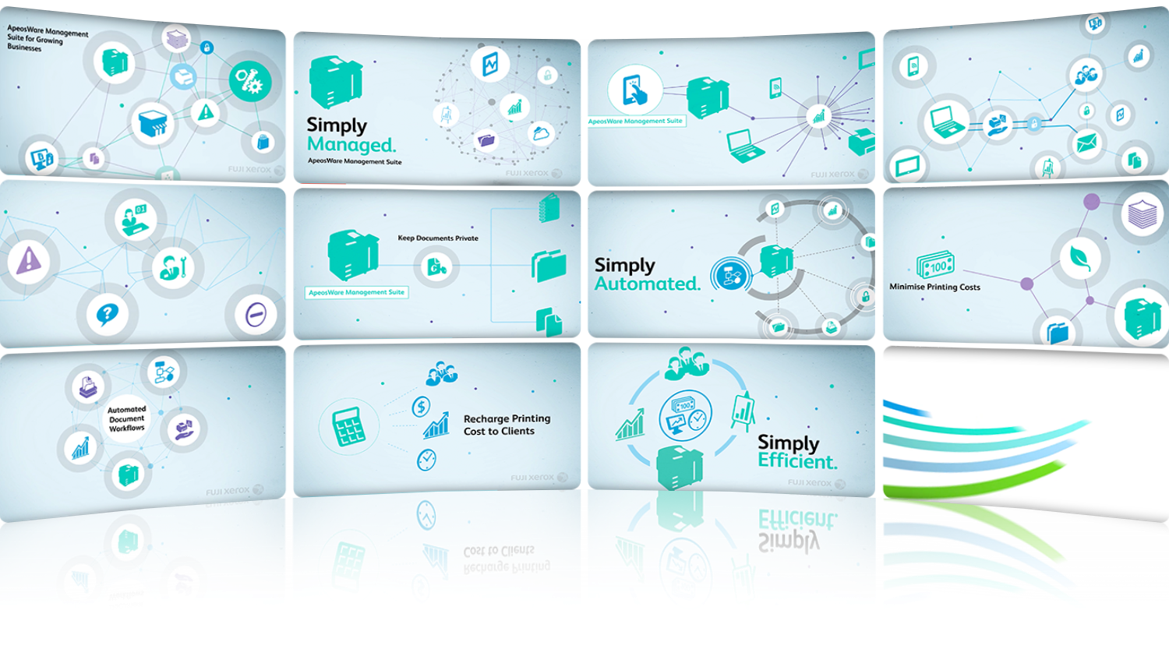 ApeosWare Management
Suite for Growing
Businesses
FUJI XEROX
Simply
Managed.
ApeosWare Management Suite
FUJI XEROX
ApeosWare Management Suite
FUJI XEROX
Keep Documents Private
ApeosWare Management Suite
Simply
Automated.
100
Minimise Printing Costs
Automated
Document
Workflows
FUJI XEROX
$
Recharge Printing
Cost to Clients
FUJI XEROX
100
Simply
Efficient.
FUJI XEROX